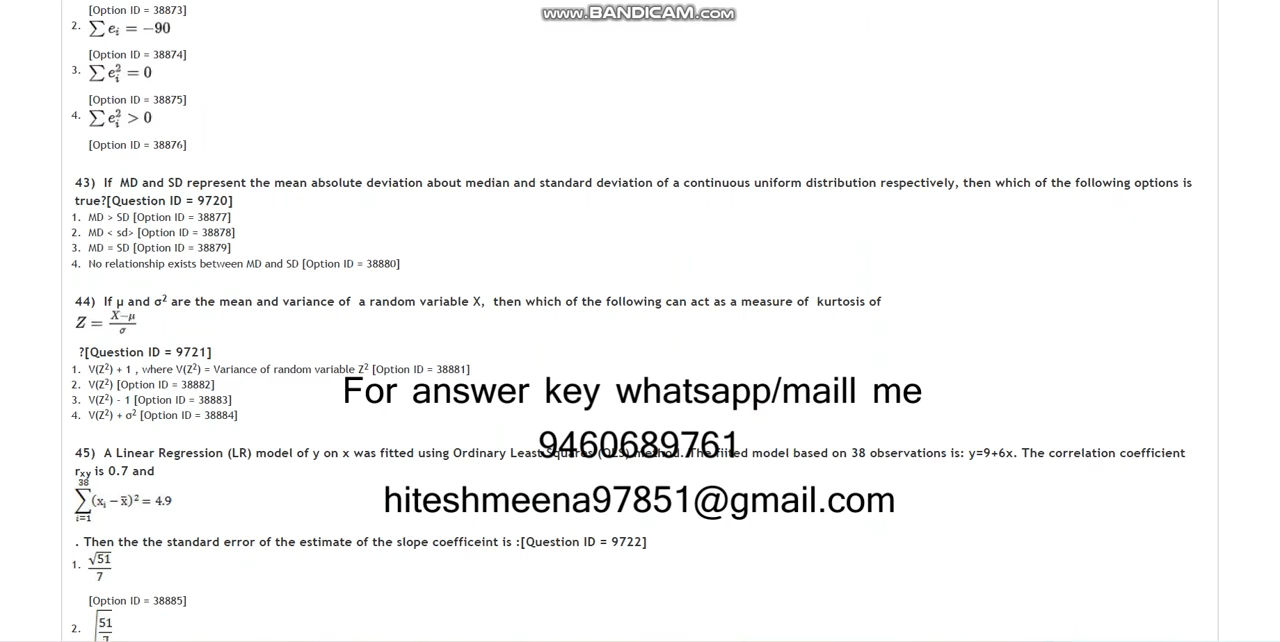 www.BANDICAM.com
[Option ID = 38873]
2. ∑ eᵢ = −90
[Option ID = 38874]
3. ∑ eᵢ² = 0
[Option ID = 38875]
4. ∑ eᵢ² > 0
[Option ID = 38876]
43) If MD and SD represent the mean absolute deviation about median and standard deviation of a continuous uniform distribution respectively, then which of the following options is
true?[Question ID = 9720]
1. MD > SD [Option ID = 38877]
2. MD < sd> [Option ID = 38878]
3. MD = SD [Option ID = 38879]
4. No relationship exists between MD and SD [Option ID = 38880]
44) If μ and σ² are the mean and variance of a random variable X, then which of the following can act as a measure of kurtosis of
Z = (X−μ)/σ
?[Question ID = 9721]
1. V(Z²) + 1 , where V(Z²) = Variance of random variable Z² [Option ID = 38881]
2. V(Z²) [Option ID = 38882]
3. V(Z²) - 1 [Option ID = 38883]
4. V(Z²) + σ² [Option ID = 38884]
For answer key whatsapp/maill me
9460689761
hiteshmeena97851@gmail.com
45) A Linear Regression (LR) model of y on x was fitted using Ordinary Least Squares (OLS) method. The fiited model based on 38 observations is: y=9+6x. The correlation coefficient
rxy is 0.7 and
38
∑ (xᵢ − x̄)² = 4.9
i=1
. Then the the standard error of the estimate of the slope coefficeint is :[Question ID = 9722]
1. √51/7
[Option ID = 38885]
2. √(51/7)